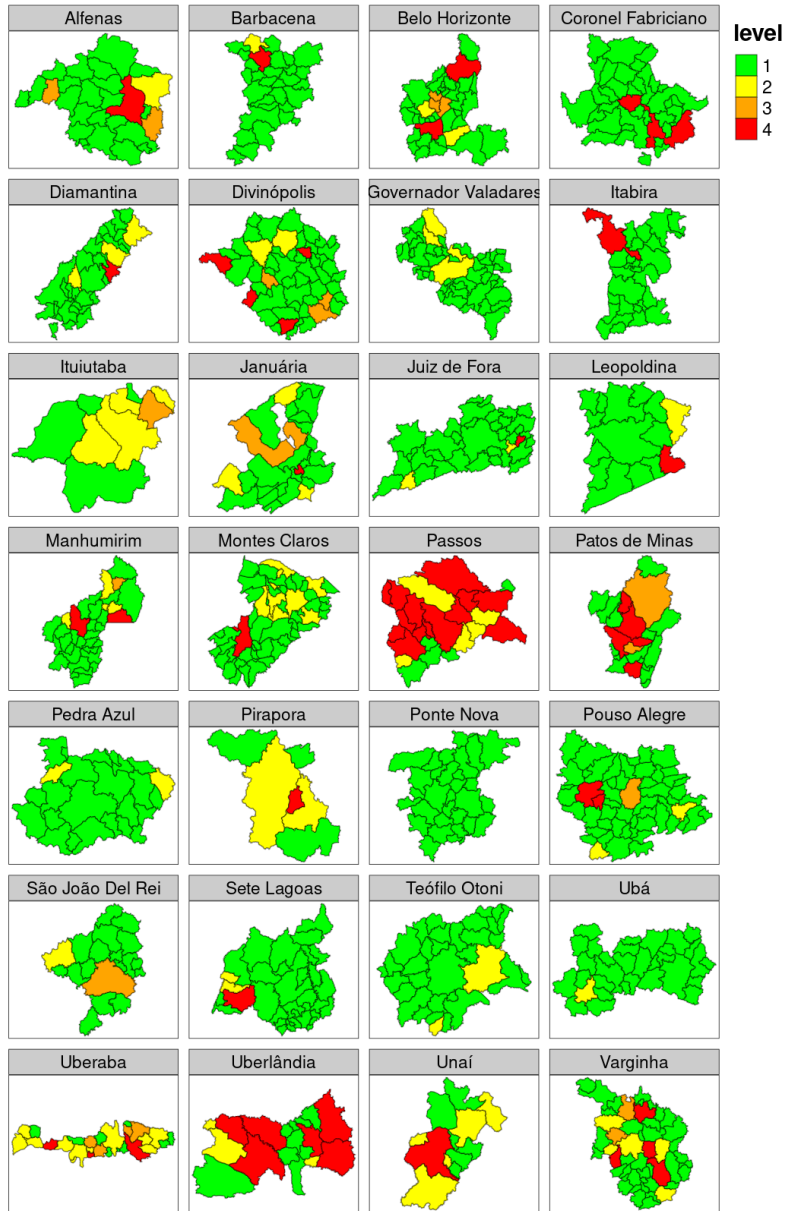 Alfenas
Barbacena
Belo Horizonte
Coronel Fabriciano
level
1
2
3
4
Diamantina
Divinópolis
Governador Valadares
Itabira
Ituiutaba
Januária
Juiz de Fora
Leopoldina
Manhumirim
Montes Claros
Passos
Patos de Minas
Pedra Azul
Pirapora
Ponte Nova
Pouso Alegre
São João Del Rei
Sete Lagoas
Teófilo Otoni
Ubá
Uberaba
Uberlândia
Unaí
Varginha